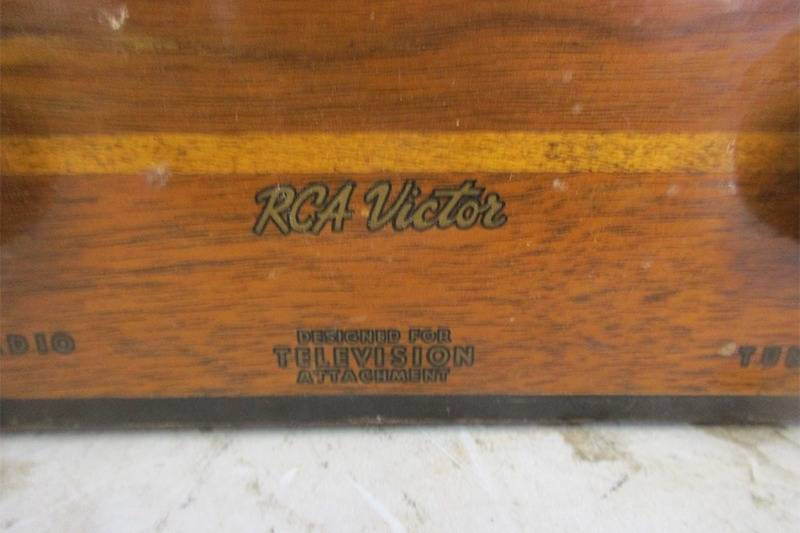 RCA Victor
DESIGNED FOR
TELEVISION
ATTACHMENT